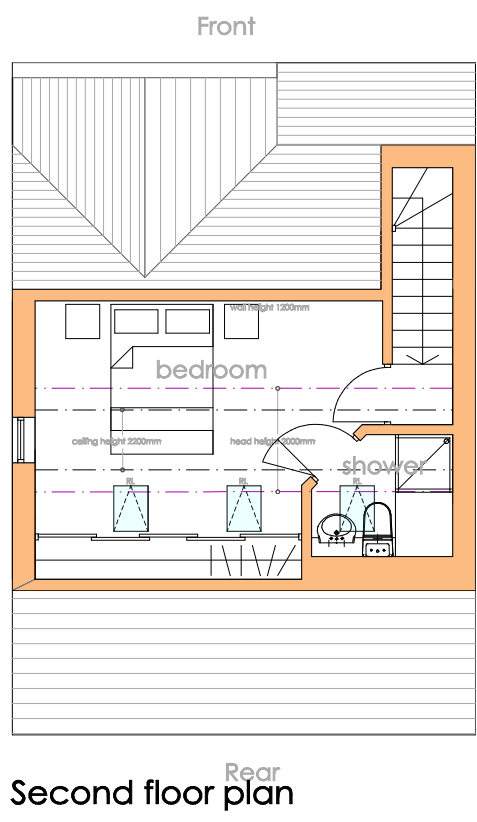 Front
wall height 1200mm
bedroom
ceiling height 2200mm
head height 2000mm
shower
RL
RL
RL
Rear
Second floor plan